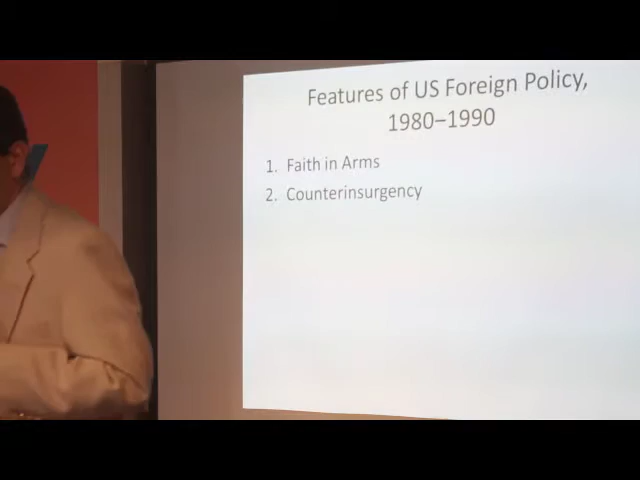 Features of US Foreign Policy,
1980–1990
1. Faith in Arms
2. Counterinsurgency